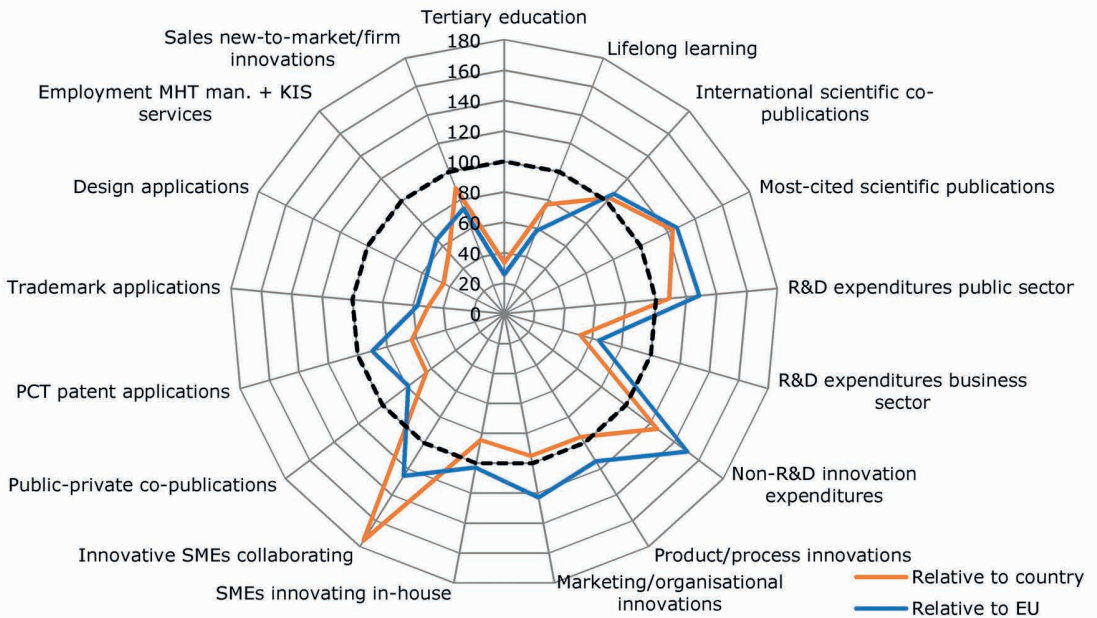 Tertiary education
Sales new-to-market/firm
innovations
Lifelong learning
Employment MHT man. + KIS
services
International scientific co-
publications
Design applications
Most-cited scientific publications
Trademark applications
R&D expenditures public sector
PCT patent applications
R&D expenditures business
sector
Public-private co-publications
Non-R&D innovation
expenditures
Innovative SMEs collaborating
Product/process innovations
SMEs innovating in-house
Marketing/organisational
innovations
180
160
140
120
100
80
60
40
20
0
Relative to country
Relative to EU